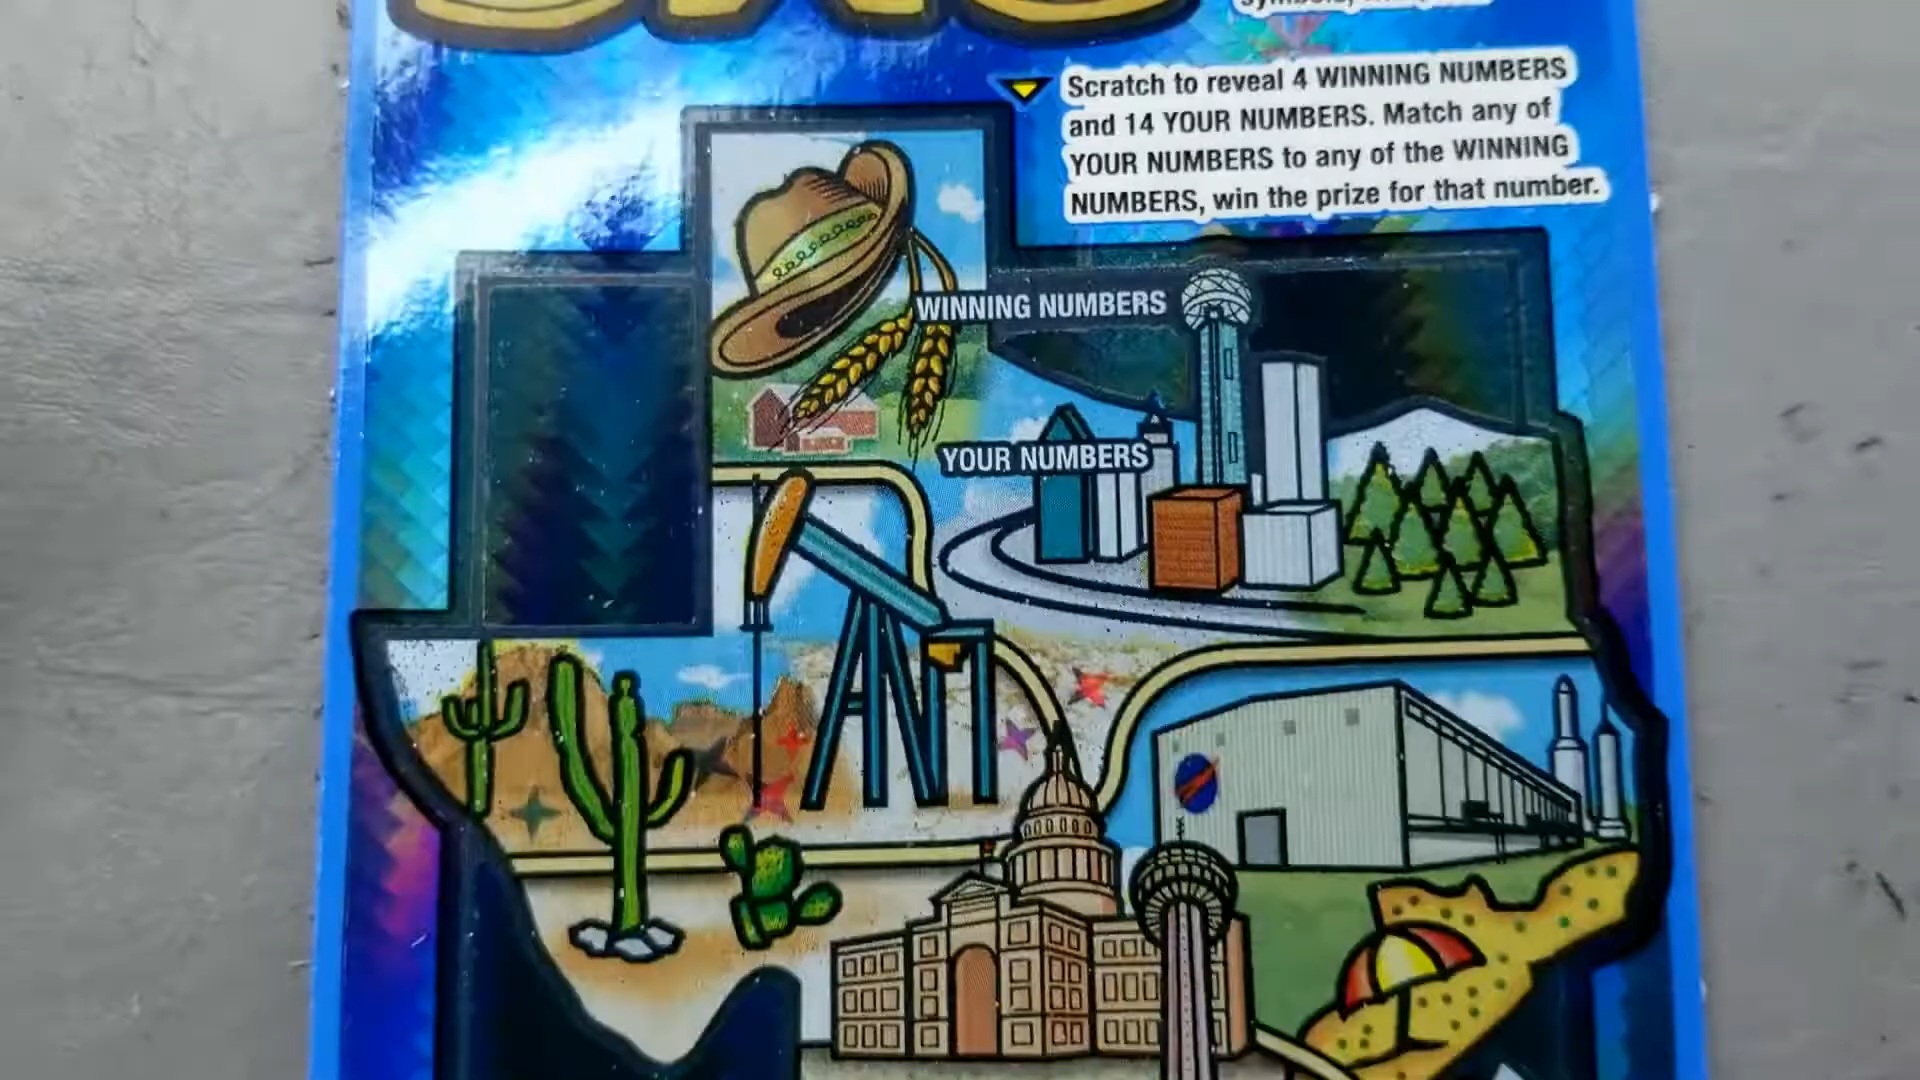 Scratch to reveal 4 WINNING NUMBERS
and 14 YOUR NUMBERS. Match any of
YOUR NUMBERS to any of the WINNING
NUMBERS, win the prize for that number.
WINNING NUMBERS
YOUR NUMBERS